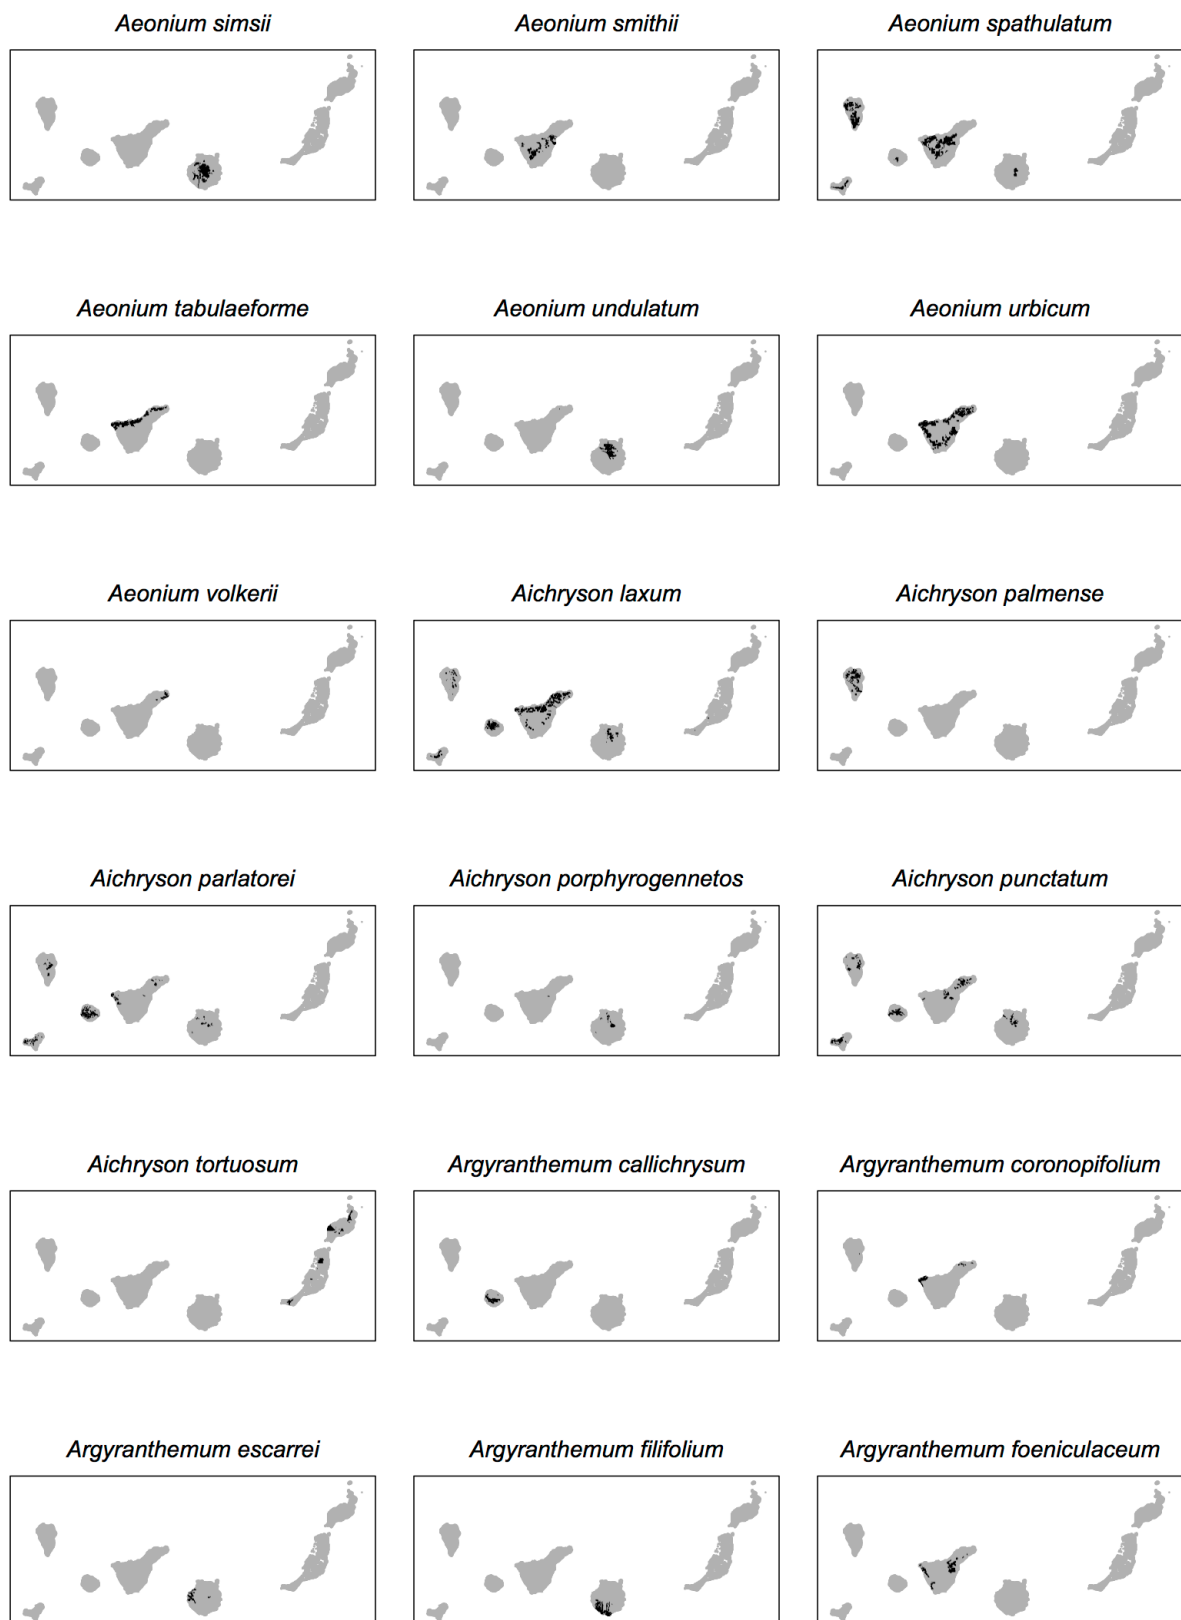 Aeonium simsii
Aeonium smithii
Aeonium spathulatum
Aeonium tabulaeforme
Aeonium undulatum
Aeonium urbicum
Aeonium volkerii
Aichryson laxum
Aichryson palmense
Aichryson parlatorei
Aichryson porphyrogennetos
Aichryson punctatum
Aichryson tortuosum
Argyranthemum callichrysum
Argyranthemum coronopifolium
Argyranthemum escarrei
Argyranthemum filifolium
Argyranthemum foeniculaceum